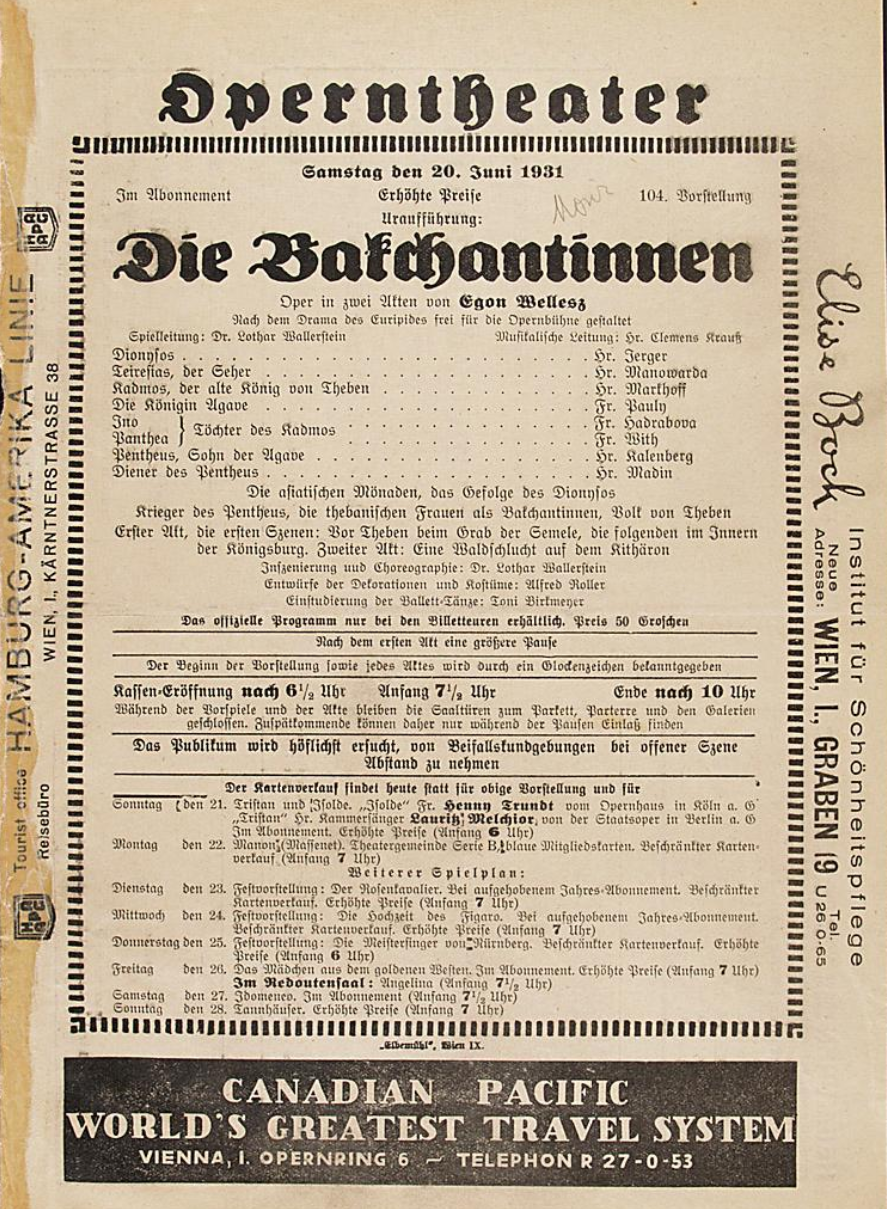 Operntheater
Samstag den 20. Juni 1931
Im Abonnement Erhöhte Preise 104. Vorstellung
Uraufführung:
Die Bakchantinnen
Oper in zwei Akten von Egon Wellesz
Nach dem Drama des Euripides frei für die Opernbühne gestaltet
Spielleitung: Dr. Lothar Wallerstein Musikalische Leitung: Hr. Clemens Krauß
Dionysos . . . . . . . . . . . . . . . . . . . . . . Hr. Jerger
Teiresias, der Seher . . . . . . . . . . . . . . . . . . Hr. Manowarda
Kadmos, der alte König von Theben . . . . . . . . . . . . Hr. Markhoff
Die Königin Agave . . . . . . . . . . . . . . . . . . . Fr. Pauly
Ino } Töchter des Kadmos . . . . . . . . . . . . . . Fr. Hadrabova
Panthea } . . . . . . . . . . . . . . Fr. With
Pentheus, Sohn der Agave . . . . . . . . . . . . . . . . Hr. Kalenberg
Diener des Pentheus . . . . . . . . . . . . . . . . . . Hr. Madin
Die asiatischen Mänaden, das Gefolge des Dionysos
Krieger des Pentheus, die thebanischen Frauen als Bakchantinnen, Volk von Theben
Erster Akt, die ersten Szenen: Vor Theben beim Grab der Semele, die folgenden im Innern
der Königsburg. Zweiter Akt: Eine Waldschlucht auf dem Kithäron
Inszenierung und Choreographie: Dr. Lothar Wallerstein
Entwürfe der Dekorationen und Kostüme: Alfred Roller
Einstudierung der Ballett-Tänze: Toni Birkmeyer
Das offizielle Programm nur bei den Billetteuren erhältlich. Preis 50 Groschen
Nach dem ersten Akt eine größere Pause
Der Beginn der Vorstellung sowie jedes Aktes wird durch ein Glockenzeichen bekanntgegeben
Kassen-Eröffnung nach 6 1/2 Uhr Anfang 7 1/2 Uhr Ende nach 10 Uhr
Während der Vorspiele und der Akte bleiben die Saaltüren zum Parkett, Parterre und den Galerien
geschlossen. Zuspätkommende können daher nur während der Pausen Einlaß finden
Das Publikum wird höflichst ersucht, von Beifallskundgebungen bei offener Szene
Abstand zu nehmen
Der Kartenverkauf findet heute statt für obige Vorstellung und für
Sonntag den 21. Tristan und Isolde. „Isolde" Fr. Henny Trundt vom Opernhaus in Köln a. G
„Tristan" Hr. Kammersänger Lauritz Melchior, von der Staatsoper in Berlin a. G
Im Abonnement. Erhöhte Preise (Anfang 6 Uhr)
Montag den 22. Manon (Massenet). Theatergemeinde Serie B, blaue Mitgliedskarten. Beschränkter Karten-
verkauf (Anfang 7 Uhr)
Weiterer Spielplan:
Dienstag den 23. Festvorstellung: Der Rosenkavalier. Bei aufgehobenem Jahres-Abonnement. Beschränkter
Kartenverkauf. Erhöhte Preise (Anfang 7 Uhr)
Mittwoch den 24. Festvorstellung: Die Hochzeit des Figaro. Bei aufgehobenem Jahres-Abonnement.
Beschränkter Kartenverkauf. Erhöhte Preise (Anfang 7 Uhr)
Donnerstag den 25. Festvorstellung: Die Meistersinger von Nürnberg. Beschränkter Kartenverkauf. Erhöhte
Preise (Anfang 6 Uhr)
Freitag den 26. Das Mädchen aus dem goldenen Westen. Im Abonnement. Erhöhte Preise (Anfang 7 Uhr)
Im Redoutensaal: Angelina (Anfang 7 1/2 Uhr)
Samstag den 27. Idomeneo. Im Abonnement (Anfang 7 1/2 Uhr)
Sonntag den 28. Tannhäuser. Erhöhte Preise (Anfang 7 Uhr)
„Elbemühl", Wien IX.
CANADIAN PACIFIC
WORLD'S GREATEST TRAVEL SYSTEM
VIENNA, I. OPERNRING 6 — TELEPHON R 27-0-53
HAPAG
Tourist office HAMBURG-AMERIKA LINIE
Reisebüro WIEN, I., KÄRNTNERSTRASSE 38
HAPAG
Elise Bock Institut für Schönheitspflege
Neue Adresse: WIEN, I., GRABEN 19 Tel. U 26 0-65